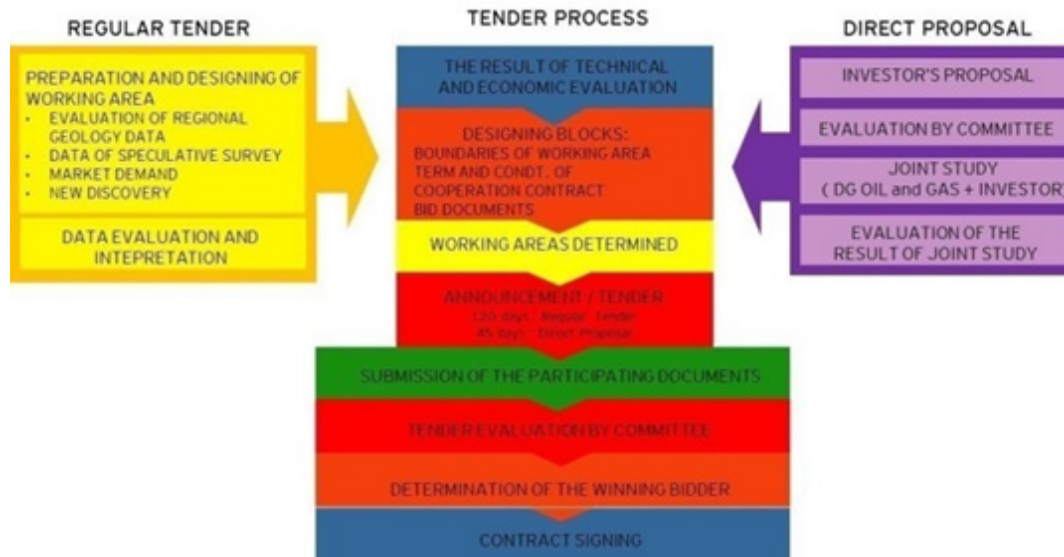 REGULAR TENDER
PREPARATION AND DESIGNING OF
WORKING AREA
• EVALUATION OF REGIONAL
GEOLOGY DATA
• DATA OF SPECULATIVE SURVEY
• MARKET DEMAND
• NEW DISCOVERY
DATA EVALUATION AND
INTEPRETATION
TENDER PROCESS
THE RESULT OF TECHNICAL
AND ECONOMIC EVALUATION
DESIGNING BLOCKS:
BOUNDARIES OF WORKING AREA
TERM AND CONDT. OF
COOPERATION CONTRACT
BID DOCUMENTS
WORKING AREAS DETERMINED
ANNOUNCEMENT / TENDER
120 days : Regular Tender
45 days : Direct Proposal
SUBMISSION OF THE PARTICIPATING DOCUMENTS
TENDER EVALUATION BY COMMITTEE
DETERMINATION OF THE WINNING BIDDER
CONTRACT SIGNING
DIRECT PROPOSAL
INVESTOR'S PROPOSAL
EVALUATION BY COMMITTEE
JOINT STUDY
( DG OIL and GAS + INVESTOR)
EVALUATION OF THE
RESULT OF JOINT STUDY